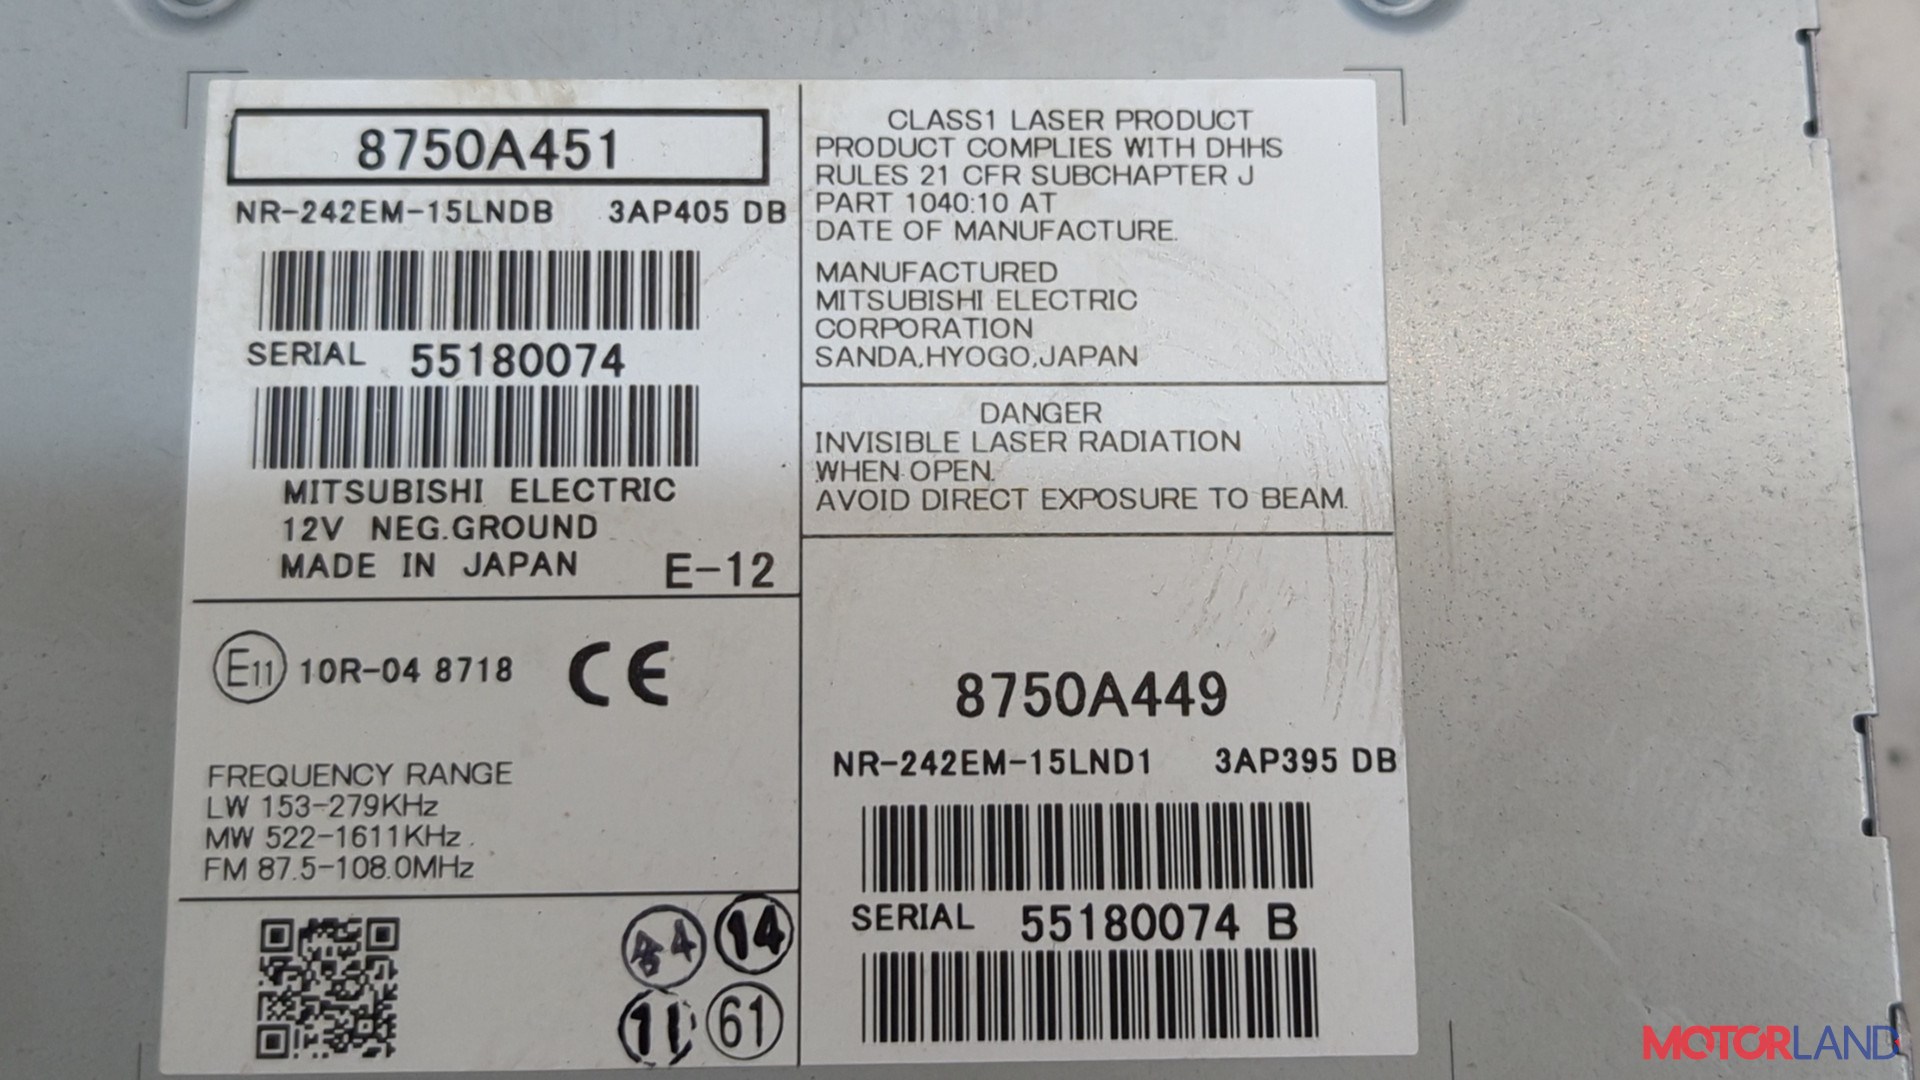 8750A451
NR-242EM-15LNDB 3AP405 DB
SERIAL 55180074
MITSUBISHI ELECTRIC
12V NEG.GROUND
MADE IN JAPAN E-12
E11 10R-04 8718 CE
FREQUENCY RANGE
LW 153-279KHz
MW 522-1611KHz
FM 87.5-108.0MHz
14
11 61
CLASS1 LASER PRODUCT
PRODUCT COMPLIES WITH DHHS
RULES 21 CFR SUBCHAPTER J
PART 1040:10 AT
DATE OF MANUFACTURE.
MANUFACTURED
MITSUBISHI ELECTRIC
CORPORATION
SANDA,HYOGO,JAPAN
DANGER
INVISIBLE LASER RADIATION
WHEN OPEN.
AVOID DIRECT EXPOSURE TO BEAM.
8750A449
NR-242EM-15LND1 3AP395 DB
SERIAL 55180074 B
MOTORLAND